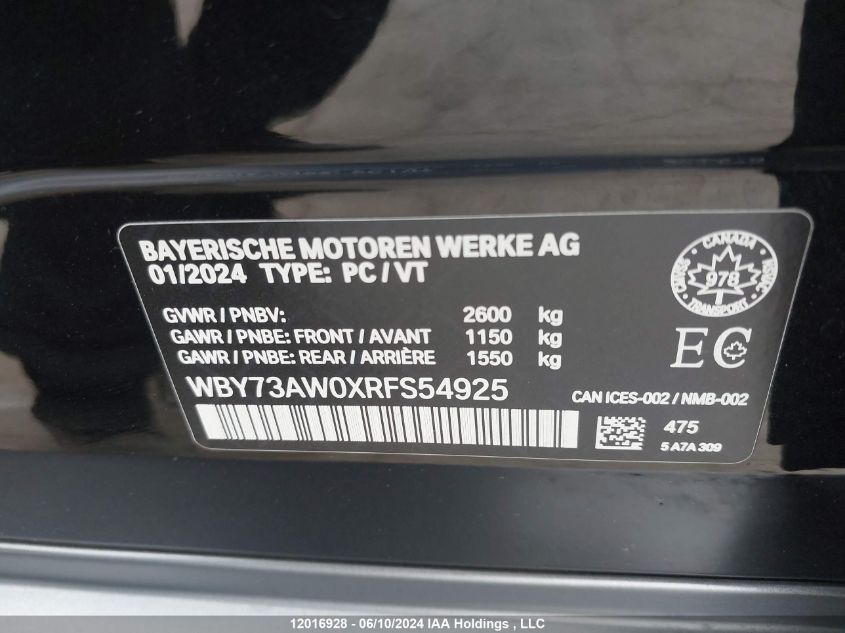 BAYERISCHE MOTOREN WERKE AG
01/2024 TYPE: PC / VT
GVWR / PNBV: 2600 kg
GAWR / PNBE: FRONT / AVANT 1150 kg
GAWR / PNBE: REAR / ARRIÈRE 1550 kg
WBY73AW0XRFS54925
CANADA
978
TRANSPORT
EC
CAN ICES-002 / NMB-002
475
5 A7A 309
12016928 - 06/10/2024 IAA Holdings , LLC